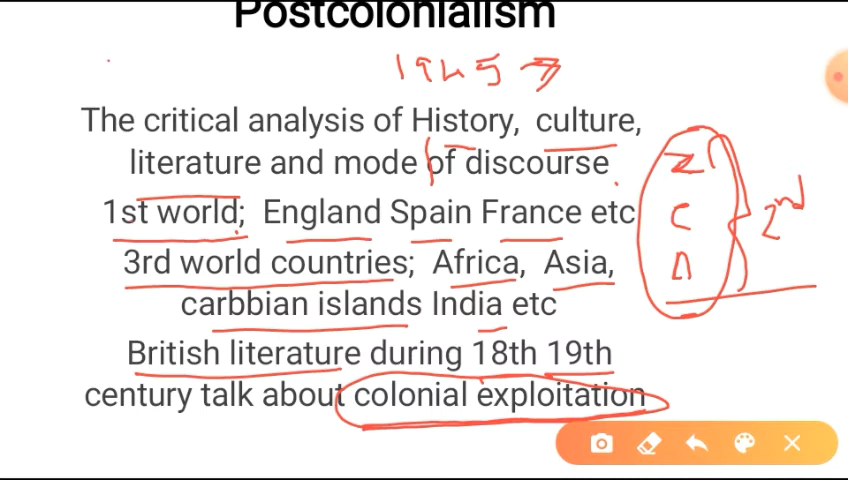 Postcolonialism
1945
The critical analysis of History, culture,
literature and mode of discourse
1st world; England Spain France etc
3rd world countries; Africa, Asia,
carbbian islands India etc
British literature during 18th 19th
century talk about colonial exploitation
C
2nd